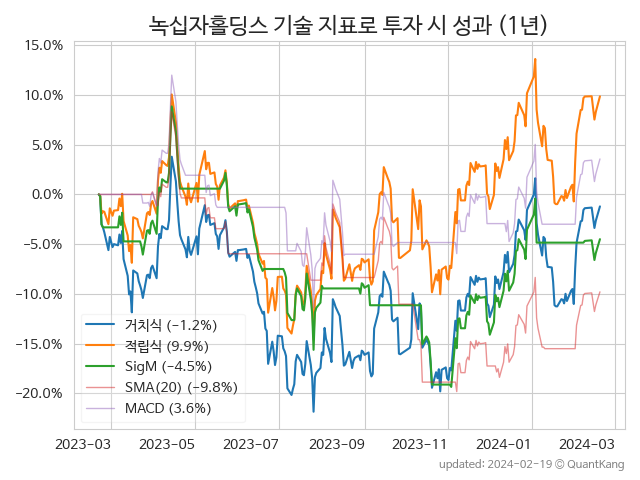 녹십자홀딩스 기술 지표로 투자 시 성과 (1년)
15.0%
10.0%
5.0%
0.0%
−5.0%
−10.0%
−15.0%
−20.0%
거치식 (−1.2%)
적립식 (9.9%)
SigM (−4.5%)
SMA(20) (−9.8%)
MACD (3.6%)
2023-03 2023-05 2023-07 2023-09 2023-11 2024-01 2024-03
updated: 2024-02-19 © QuantKang